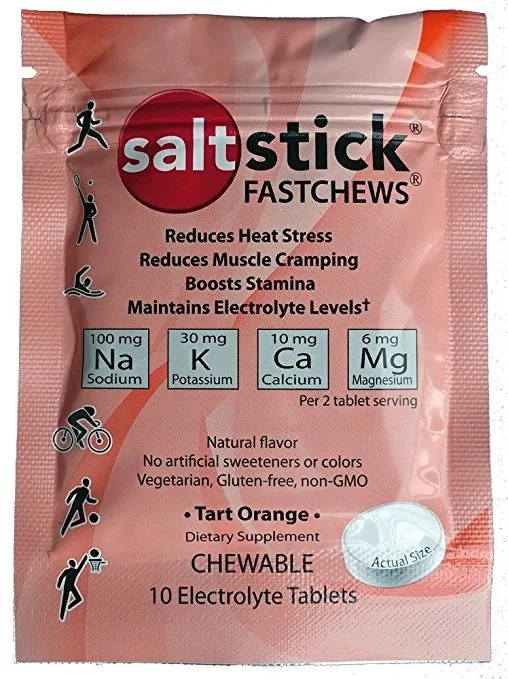 saltstick®
FASTCHEWS®
Reduces Heat Stress
Reduces Muscle Cramping
Boosts Stamina
Maintains Electrolyte Levels†
100 mg 30 mg 10 mg 6 mg
Na K Ca Mg
Sodium Potassium Calcium Magnesium
Per 2 tablet serving
Natural flavor
No artificial sweeteners or colors
Vegetarian, Gluten-free, non-GMO
• Tart Orange •
Dietary Supplement
CHEWABLE
10 Electrolyte Tablets
Actual Size